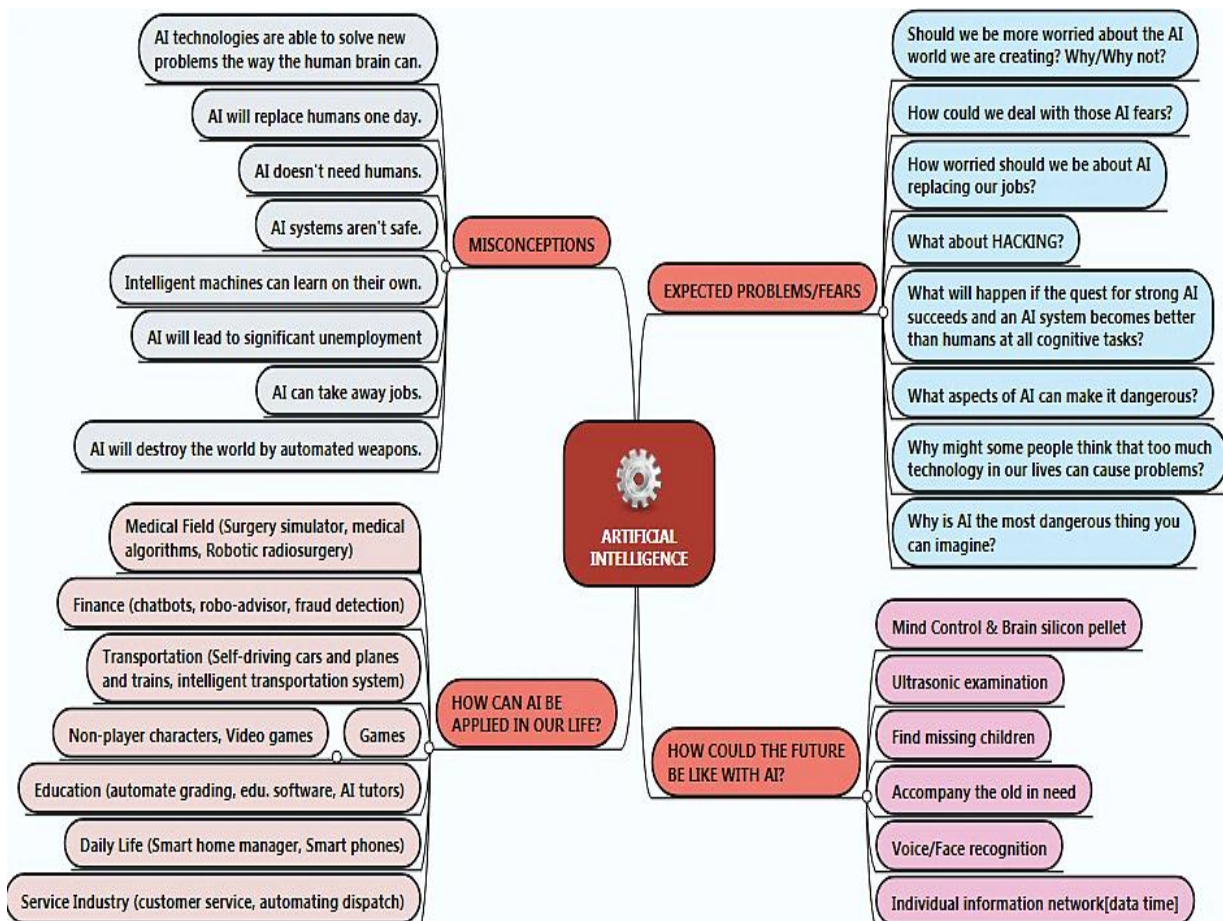 ARTIFICIAL
INTELLIGENCE
MISCONCEPTIONS
AI technologies are able to solve new
problems the way the human brain can.
AI will replace humans one day.
AI doesn't need humans.
AI systems aren't safe.
Intelligent machines can learn on their own.
AI will lead to significant unemployment
AI can take away jobs.
AI will destroy the world by automated weapons.
EXPECTED PROBLEMS/FEARS
Should we be more worried about the AI
world we are creating? Why/Why not?
How could we deal with those AI fears?
How worried should we be about AI
replacing our jobs?
What about HACKING?
What will happen if the quest for strong AI
succeeds and an AI system becomes better
than humans at all cognitive tasks?
What aspects of AI can make it dangerous?
Why might some people think that too much
technology in our lives can cause problems?
Why is AI the most dangerous thing you
can imagine?
HOW CAN AI BE
APPLIED IN OUR LIFE?
Medical Field (Surgery simulator, medical
algorithms, Robotic radiosurgery)
Finance (chatbots, robo-advisor, fraud detection)
Transportation (Self-driving cars and planes
and trains, intelligent transportation system)
Games
Non-player characters, Video games
Education (automate grading, edu. software, AI tutors)
Daily Life (Smart home manager, Smart phones)
Service Industry (customer service, automating dispatch)
HOW COULD THE FUTURE
BE LIKE WITH AI?
Mind Control & Brain silicon pellet
Ultrasonic examination
Find missing children
Accompany the old in need
Voice/Face recognition
Individual information network[data time]